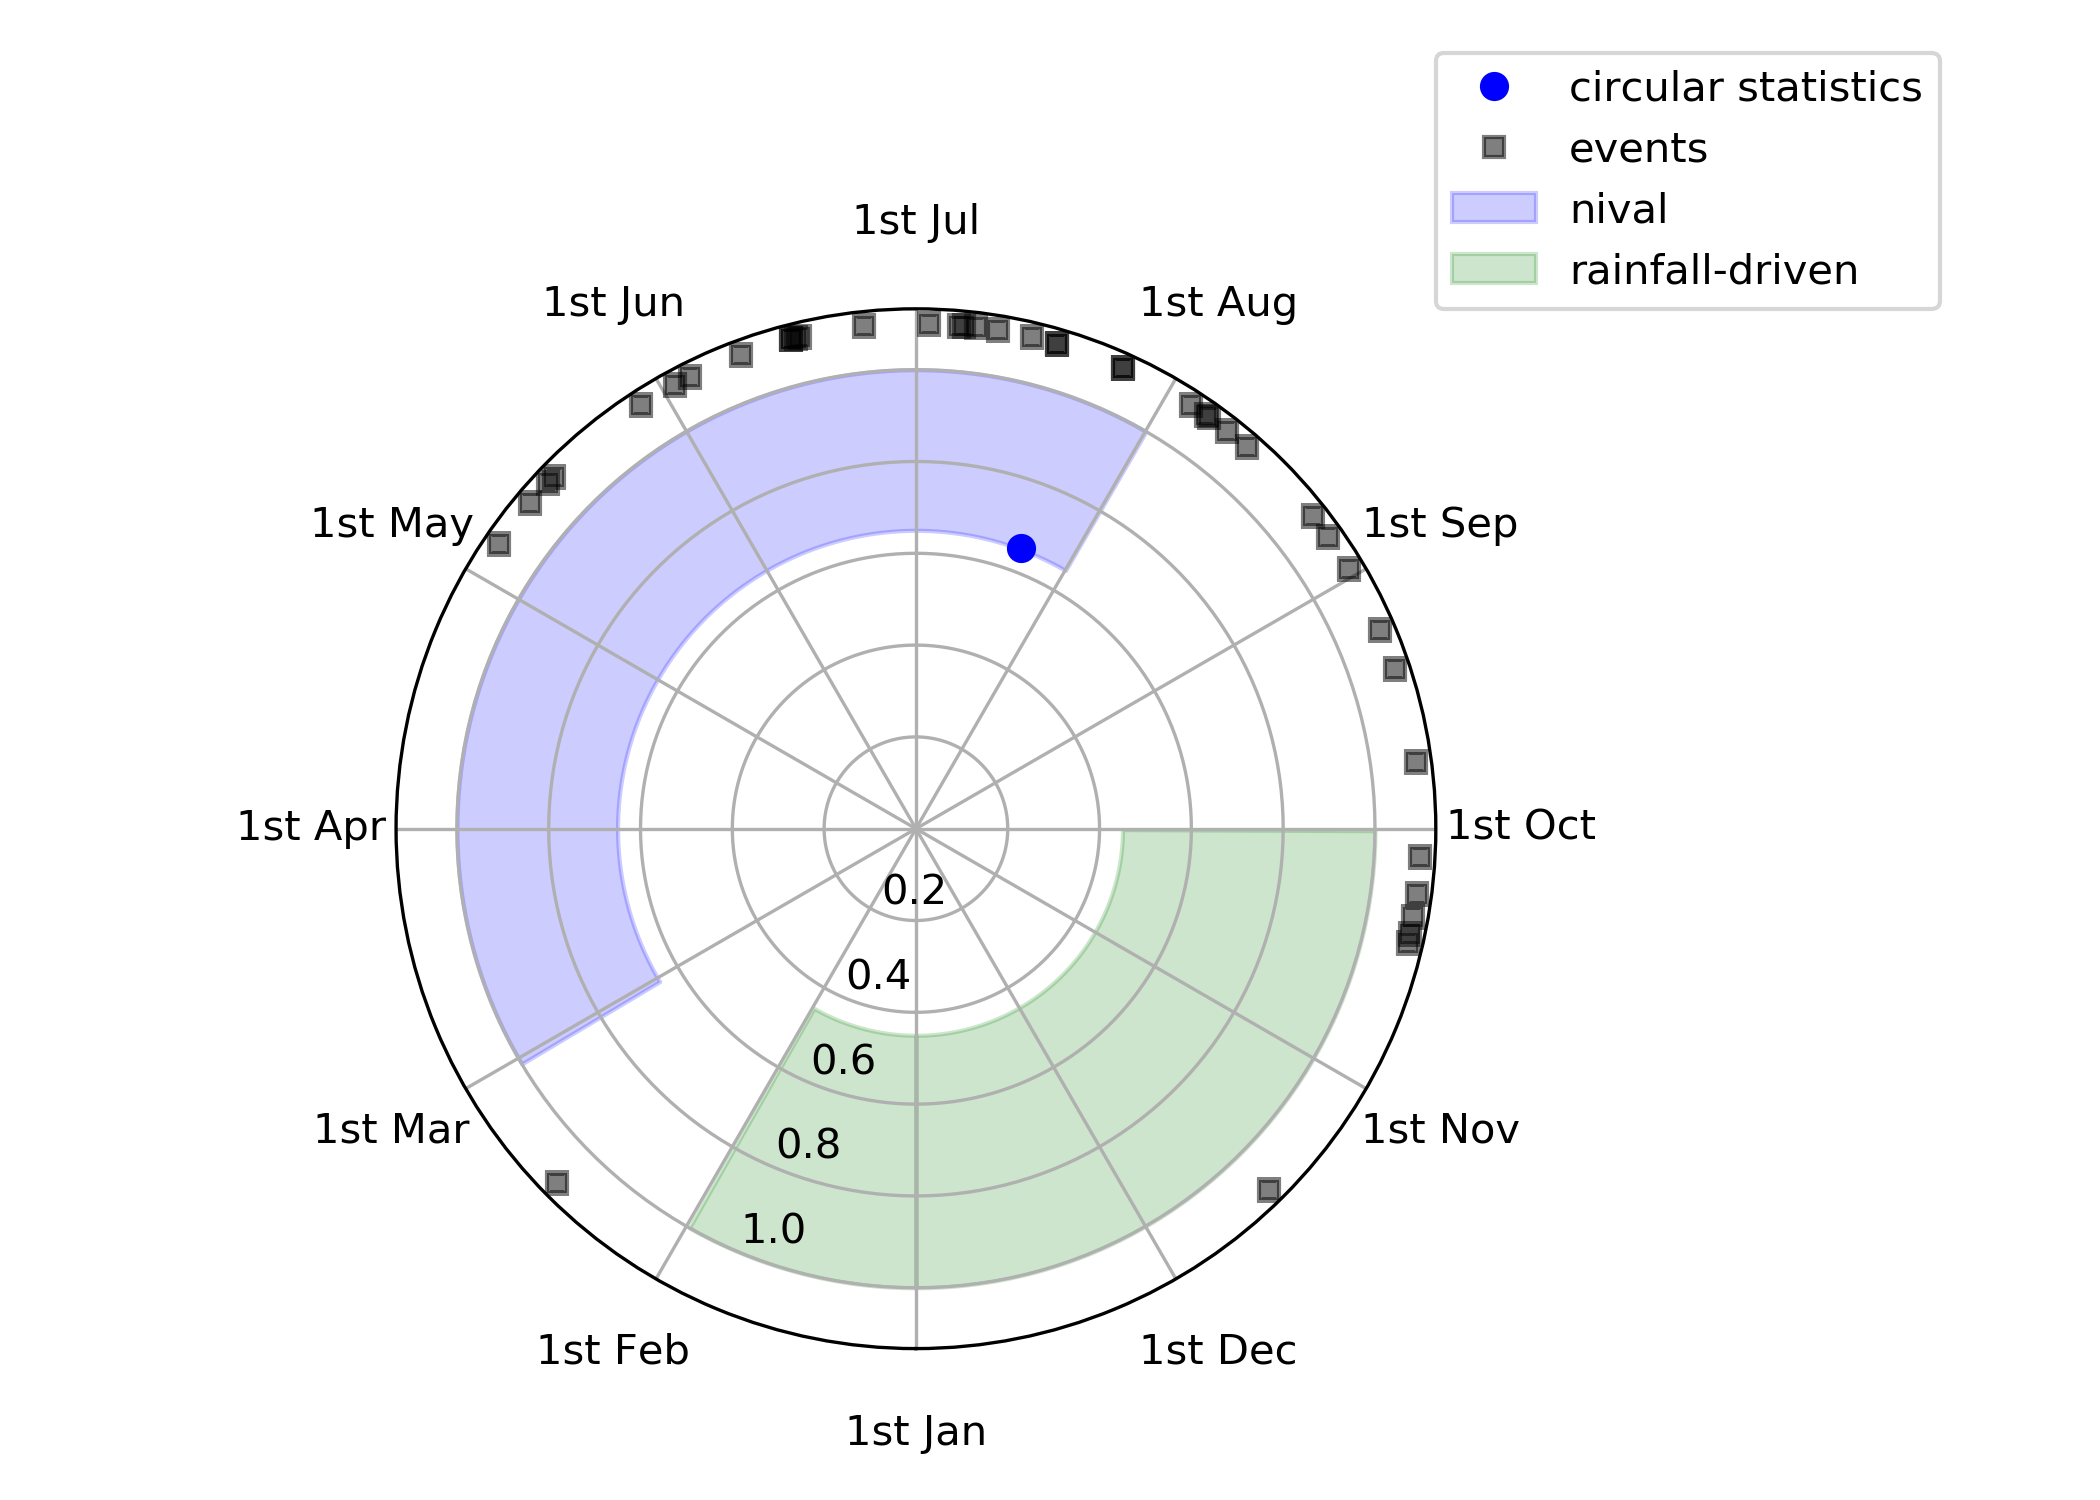 circular statistics
events
nival
rainfall-driven
1st Jul
1st Jun
1st Aug
1st May
1st Sep
1st Apr
1st Oct
0.2
0.4
0.6
0.8
1.0
1st Mar
1st Nov
1st Feb
1st Dec
1st Jan